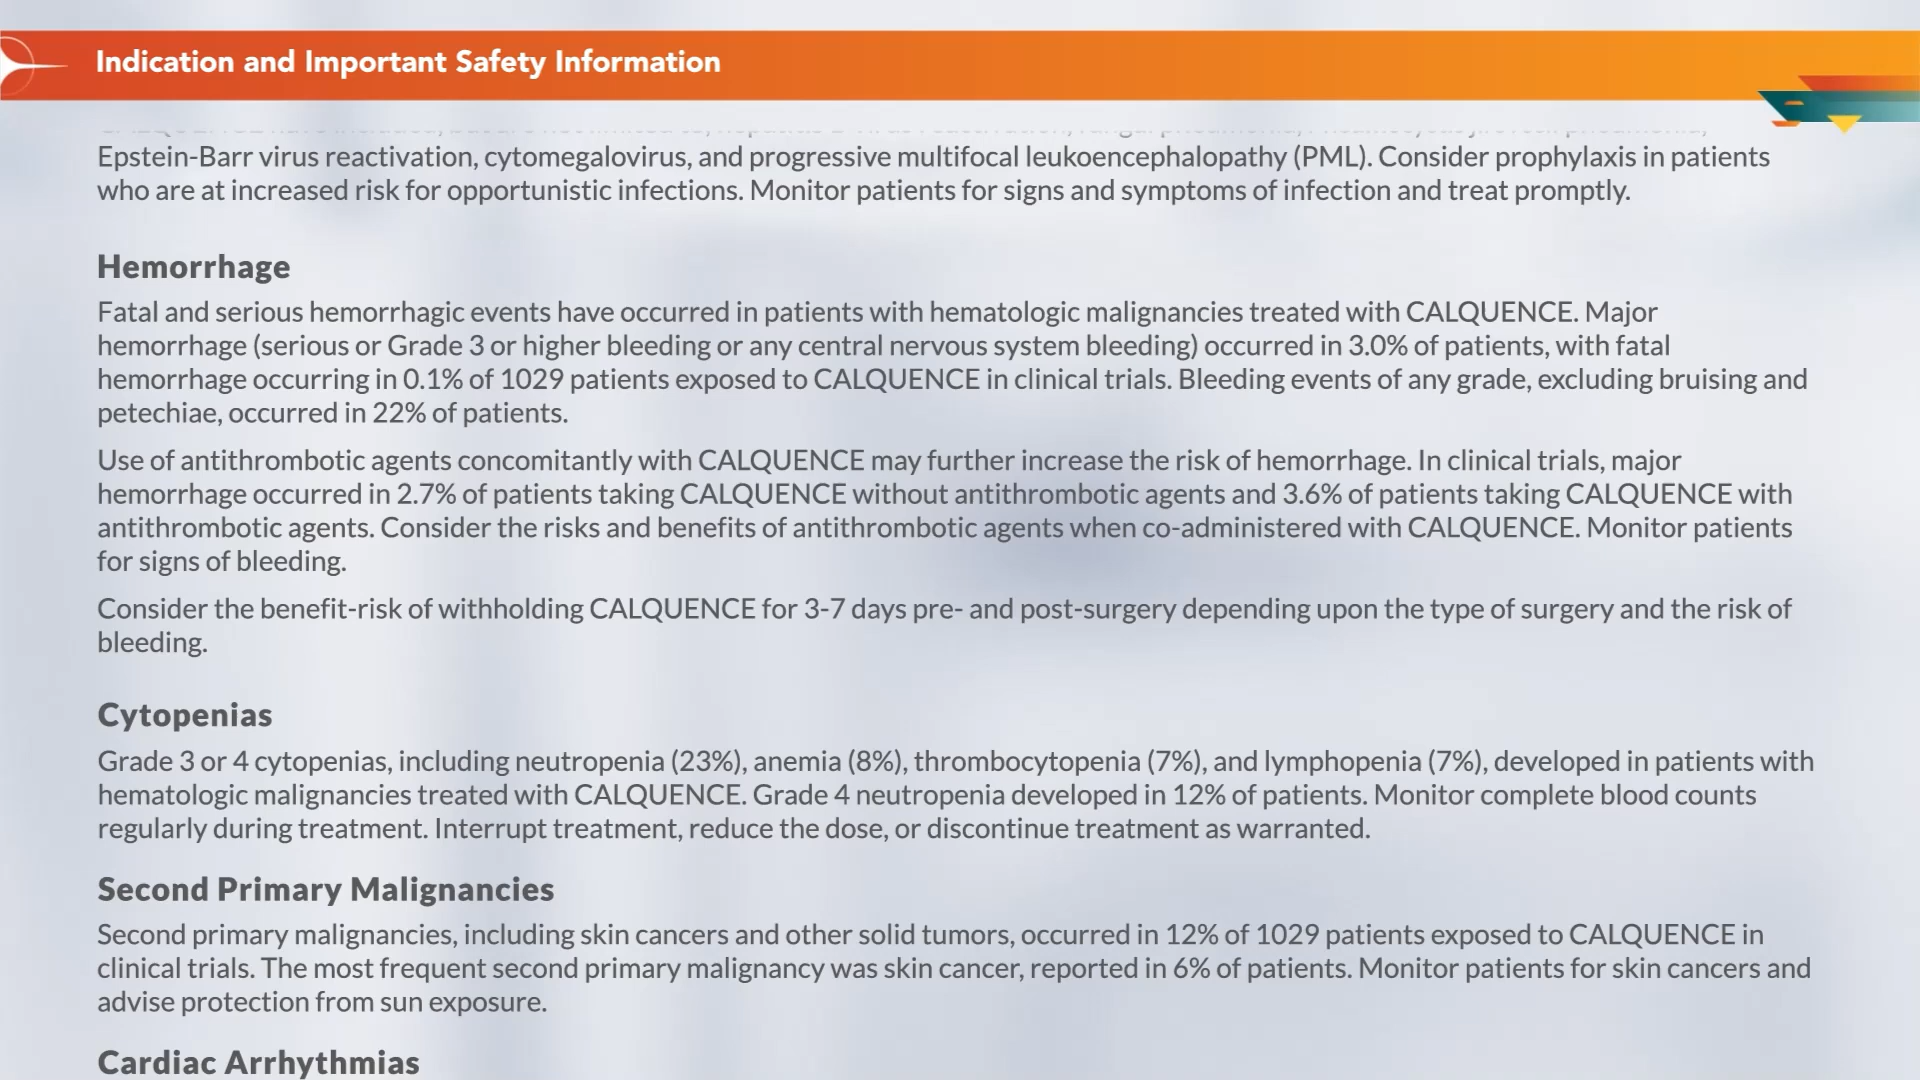 Indication and Important Safety Information
Epstein-Barr virus reactivation, cytomegalovirus, and progressive multifocal leukoencephalopathy (PML). Consider prophylaxis in patients
who are at increased risk for opportunistic infections. Monitor patients for signs and symptoms of infection and treat promptly.
Hemorrhage
Fatal and serious hemorrhagic events have occurred in patients with hematologic malignancies treated with CALQUENCE. Major
hemorrhage (serious or Grade 3 or higher bleeding or any central nervous system bleeding) occurred in 3.0% of patients, with fatal
hemorrhage occurring in 0.1% of 1029 patients exposed to CALQUENCE in clinical trials. Bleeding events of any grade, excluding bruising and
petechiae, occurred in 22% of patients.
Use of antithrombotic agents concomitantly with CALQUENCE may further increase the risk of hemorrhage. In clinical trials, major
hemorrhage occurred in 2.7% of patients taking CALQUENCE without antithrombotic agents and 3.6% of patients taking CALQUENCE with
antithrombotic agents. Consider the risks and benefits of antithrombotic agents when co-administered with CALQUENCE. Monitor patients
for signs of bleeding.
Consider the benefit-risk of withholding CALQUENCE for 3-7 days pre- and post-surgery depending upon the type of surgery and the risk of
bleeding.
Cytopenias
Grade 3 or 4 cytopenias, including neutropenia (23%), anemia (8%), thrombocytopenia (7%), and lymphopenia (7%), developed in patients with
hematologic malignancies treated with CALQUENCE. Grade 4 neutropenia developed in 12% of patients. Monitor complete blood counts
regularly during treatment. Interrupt treatment, reduce the dose, or discontinue treatment as warranted.
Second Primary Malignancies
Second primary malignancies, including skin cancers and other solid tumors, occurred in 12% of 1029 patients exposed to CALQUENCE in
clinical trials. The most frequent second primary malignancy was skin cancer, reported in 6% of patients. Monitor patients for skin cancers and
advise protection from sun exposure.
Cardiac Arrhythmias